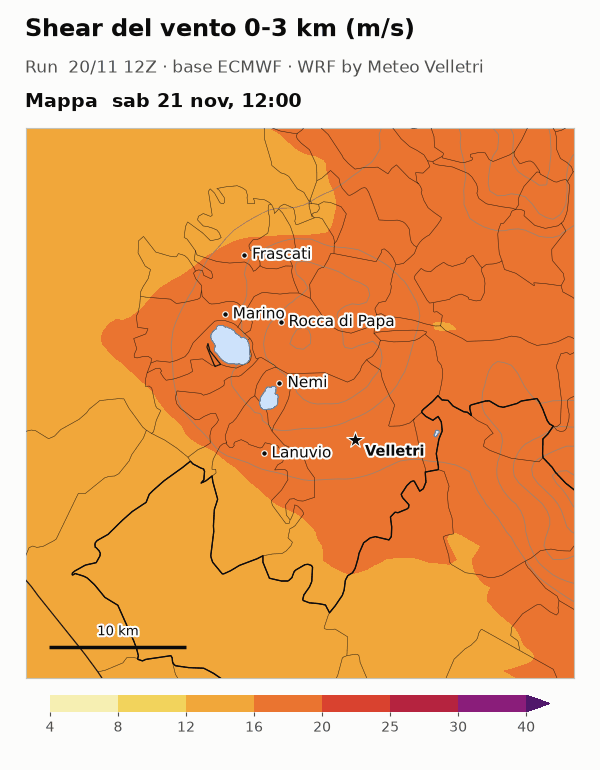 Shear del vento 0-3 km (m/s)
Run  20/11 12Z · base ECMWF · WRF by Meteo Velletri
Mappa  sab 21 nov, 12:00
Frascati
Marino
Rocca di Papa
Nemi
Velletri
Lanuvio
10 km
4 8 12 16 20 25 30 40